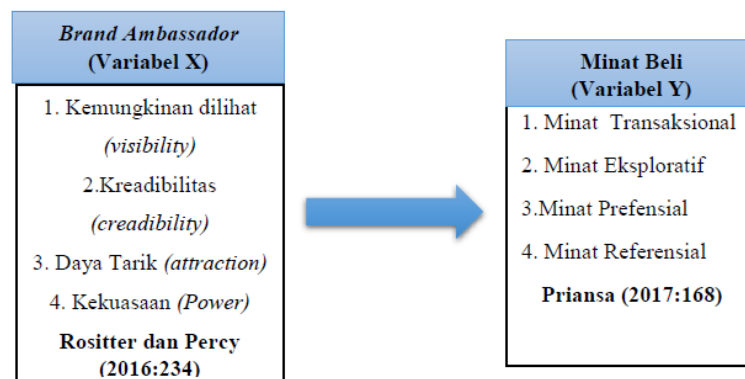 Brand Ambassador
(Variabel X)
1. Kemungkinan dilihat
(visibility)
2.Kreadibilitas
(creadibility)
3. Daya Tarik (attraction)
4. Kekuasaan (Power)
Rositter dan Percy
(2016:234)
Minat Beli
(Variabel Y)
1. Minat Transaksional
2. Minat Eksploratif
3.Minat Prefensial
4. Minat Referensial
Priansa (2017:168)